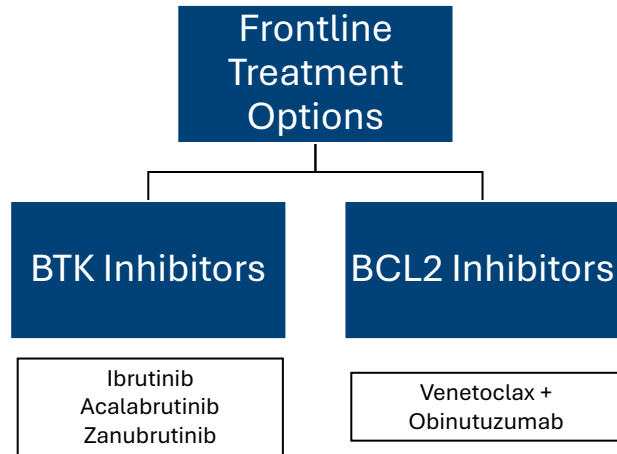 Frontline
Treatment
Options
BTK Inhibitors
BCL2 Inhibitors
Ibrutinib
Acalabrutinib
Zanubrutinib
Venetoclax +
Obinutuzumab